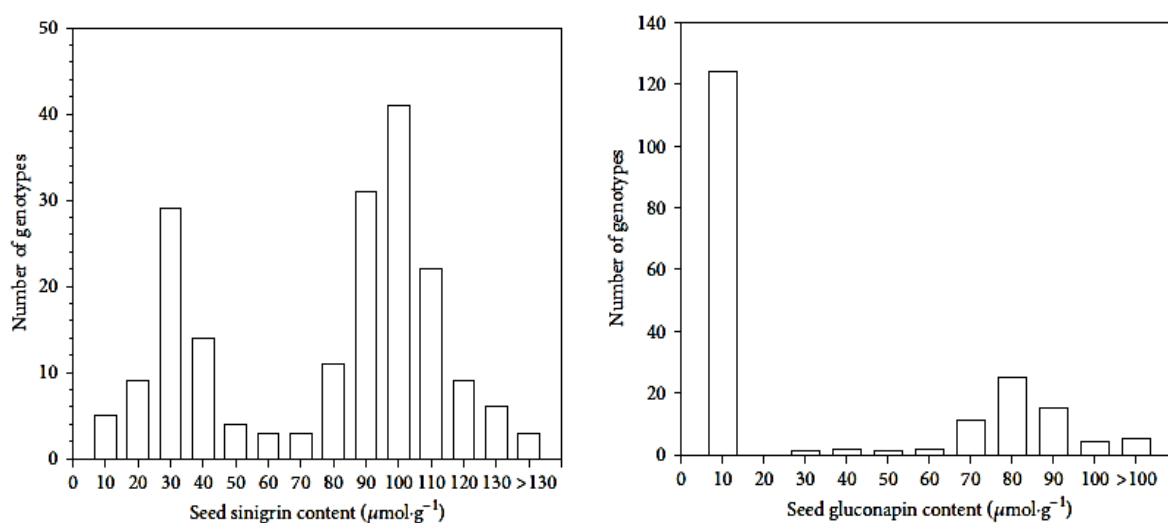 50
40
30
20
10
0
Number of genotypes
0 10 20 30 40 50 60 70 80 90 100 110 120 130 >130
Seed sinigrin content (μmol·g⁻¹)
140
120
100
80
60
40
20
0
Number of genotypes
0 10 20 30 40 50 60 70 80 90 100 >100
Seed gluconapin content (μmol·g⁻¹)